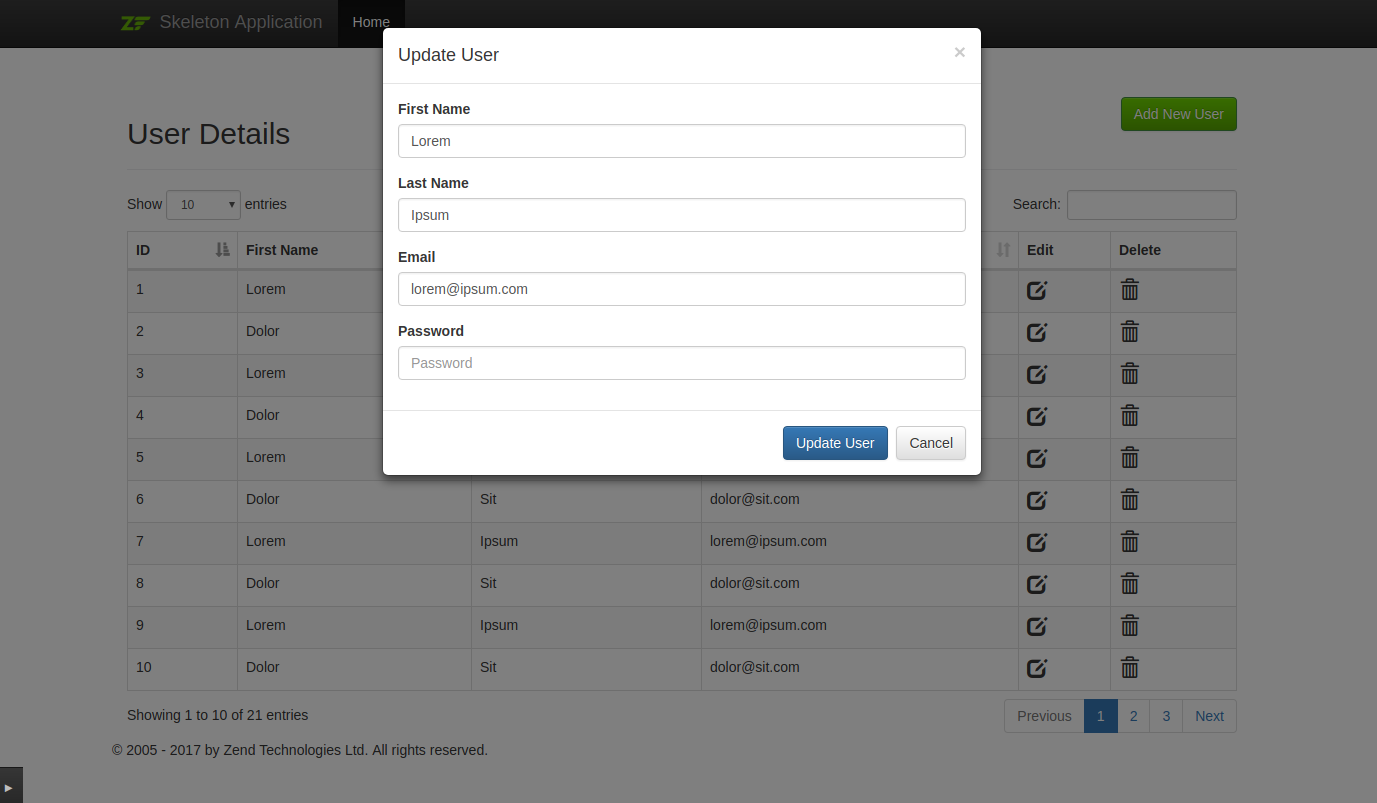 Skeleton Application Home
Update User ×
First Name
Lorem
Last Name
Ipsum
Email
lorem@ipsum.com
Password
Password
Update User Cancel
Add New User
User Details
Show 10 entries Search:
ID First Name Edit Delete
1 Lorem
2 Dolor
3 Lorem
4 Dolor
5 Lorem
6 Dolor Sit dolor@sit.com
7 Lorem Ipsum lorem@ipsum.com
8 Dolor Sit dolor@sit.com
9 Lorem Ipsum lorem@ipsum.com
10 Dolor Sit dolor@sit.com
Showing 1 to 10 of 21 entries Previous 1 2 3 Next
© 2005 - 2017 by Zend Technologies Ltd. All rights reserved.